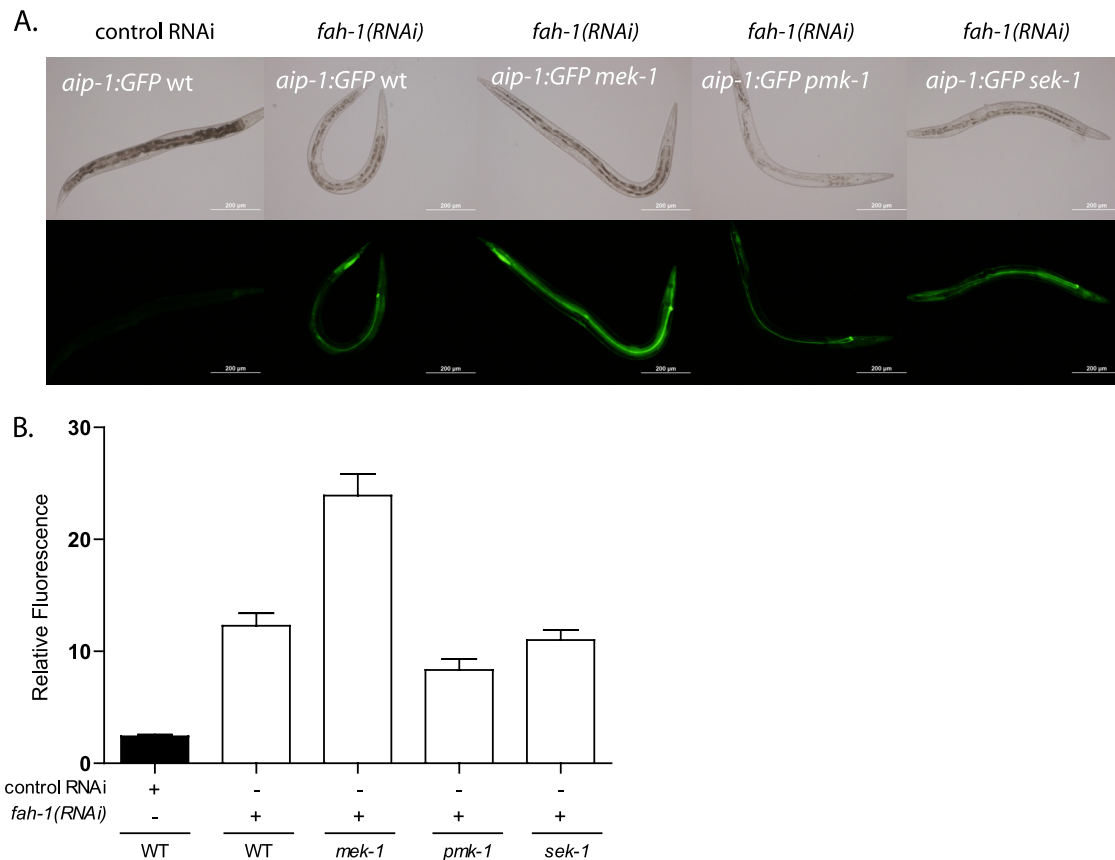 A.
control RNAi fah-1(RNAi) fah-1(RNAi) fah-1(RNAi) fah-1(RNAi)
aip-1:GFP wt aip-1:GFP wt aip-1:GFP mek-1 aip-1:GFP pmk-1 aip-1:GFP sek-1
200 µm 200 µm 200 µm 200 µm 200 µm
200 µm 200 µm 200 µm 200 µm 200 µm
B.
Relative Fluorescence
30
20
10
0
control RNAi + - - - -
fah-1(RNAi) - + + + +
WT WT mek-1 pmk-1 sek-1